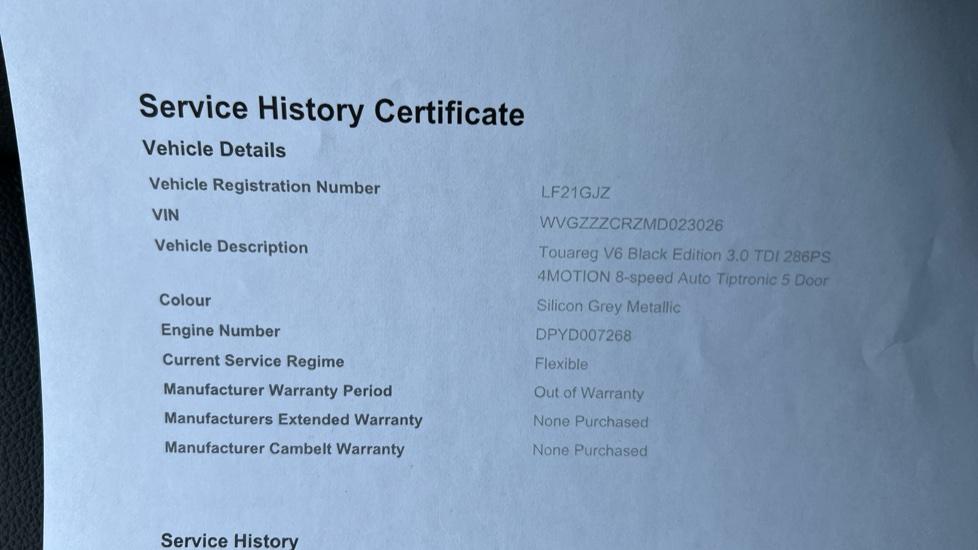 Service History Certificate
Vehicle Details
Vehicle Registration Number LF21GJZ
VIN WVGZZZCRZMD023026
Vehicle Description Touareg V6 Black Edition 3.0 TDI 286PS
4MOTION 8-speed Auto Tiptronic 5 Door
Colour Silicon Grey Metallic
Engine Number DPYD007268
Current Service Regime Flexible
Manufacturer Warranty Period Out of Warranty
Manufacturers Extended Warranty None Purchased
Manufacturer Cambelt Warranty None Purchased
Service History